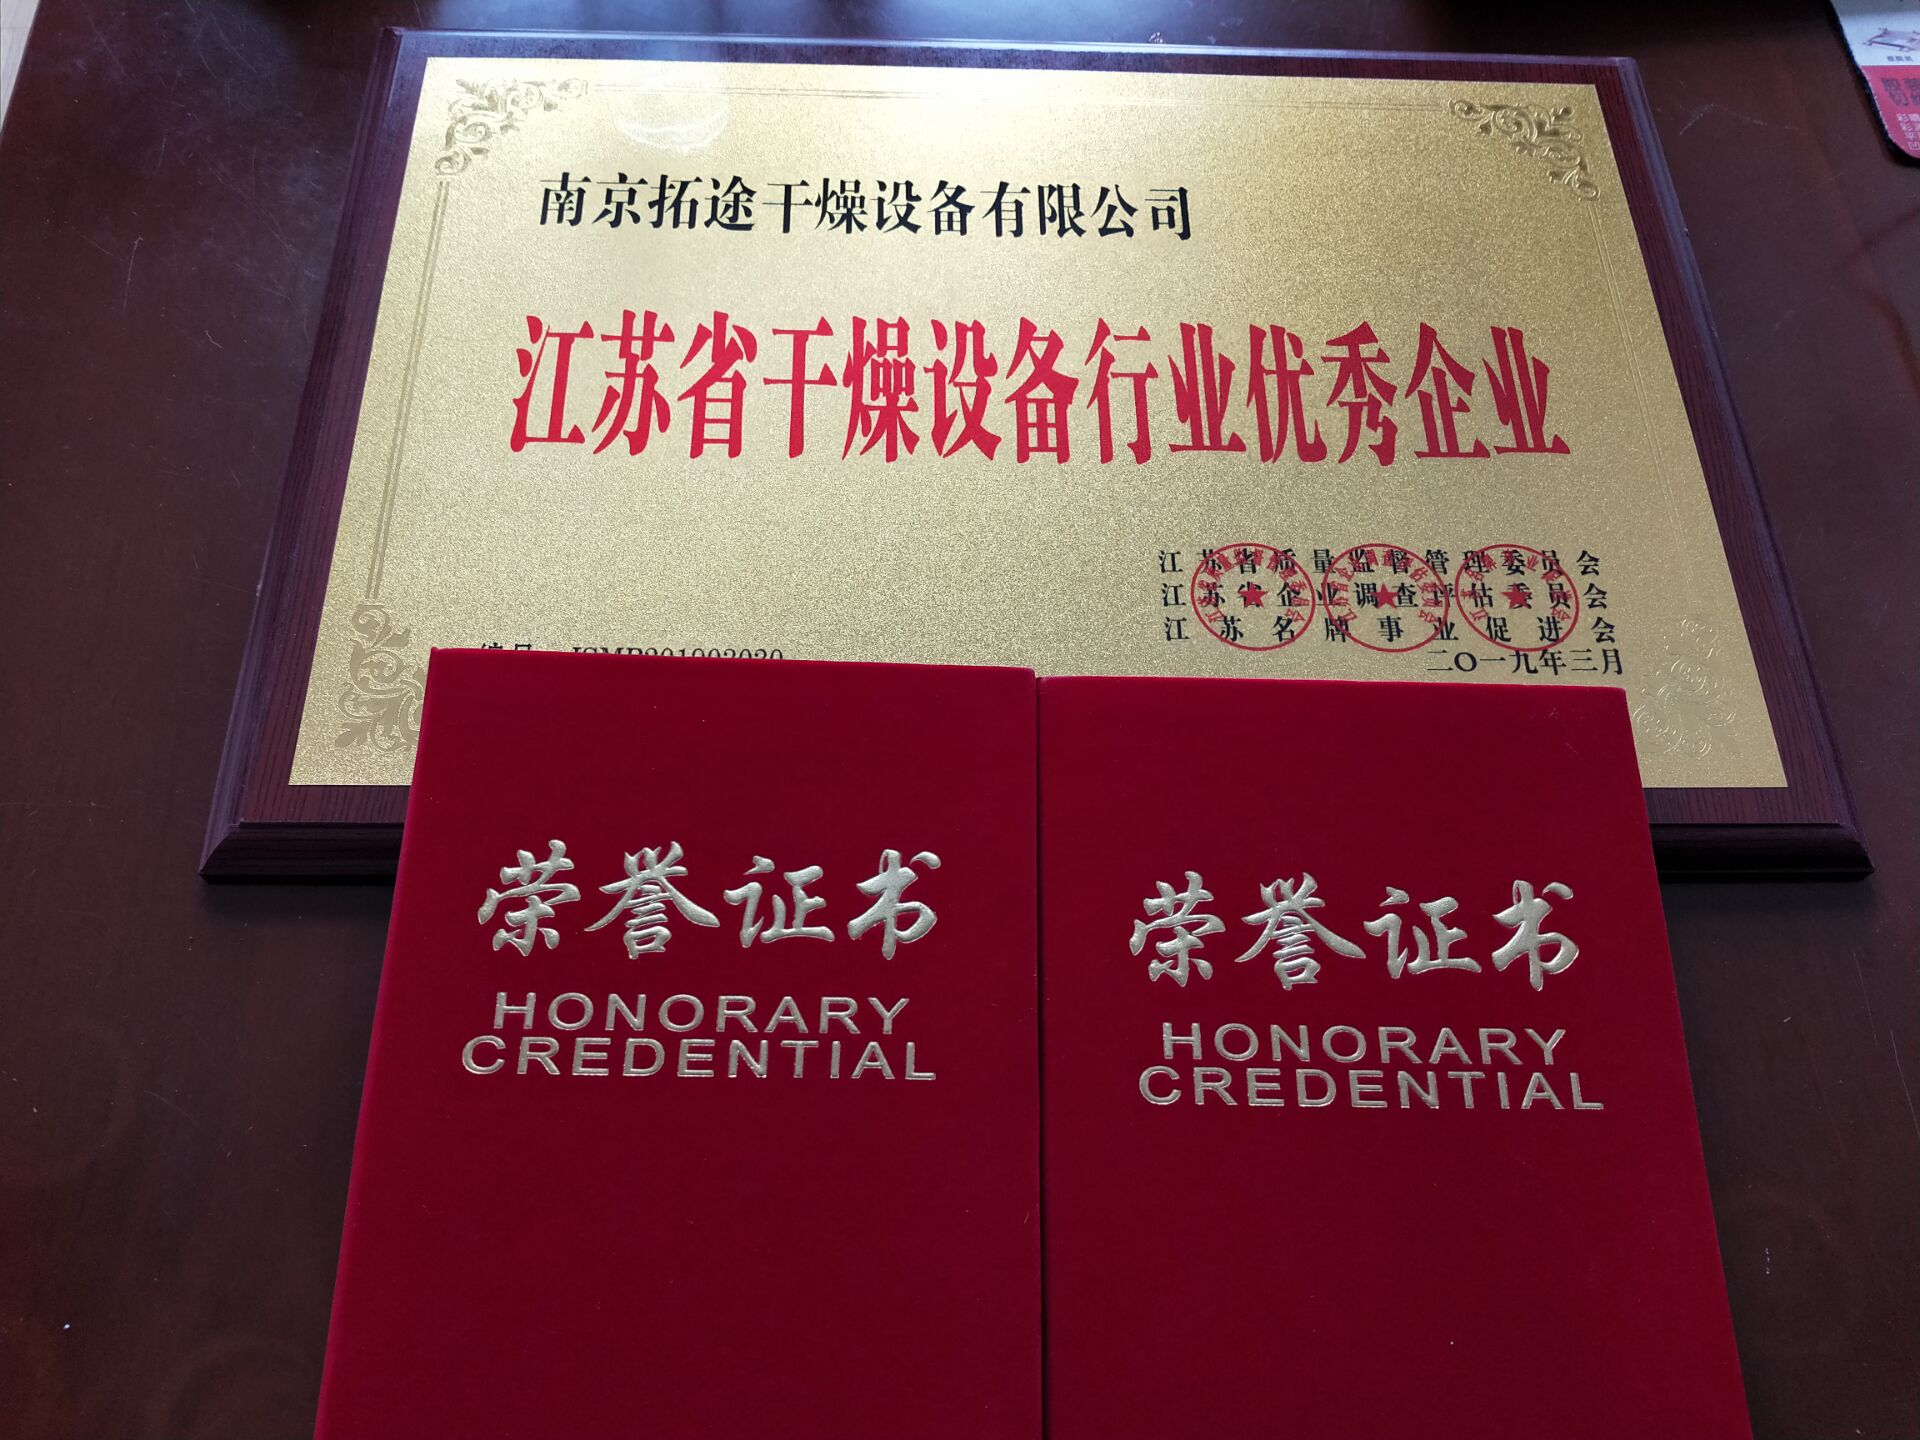 南京拓途干燥设备有限公司
江苏省干燥设备行业优秀企业
江苏省质量监督管理委员会
江苏省企业调查评估委员会
江苏名牌事业促进会
二〇一九年三月
编号
荣誉证书
HONORARY
CREDENTIAL
荣誉证书
HONORARY
CREDENTIAL